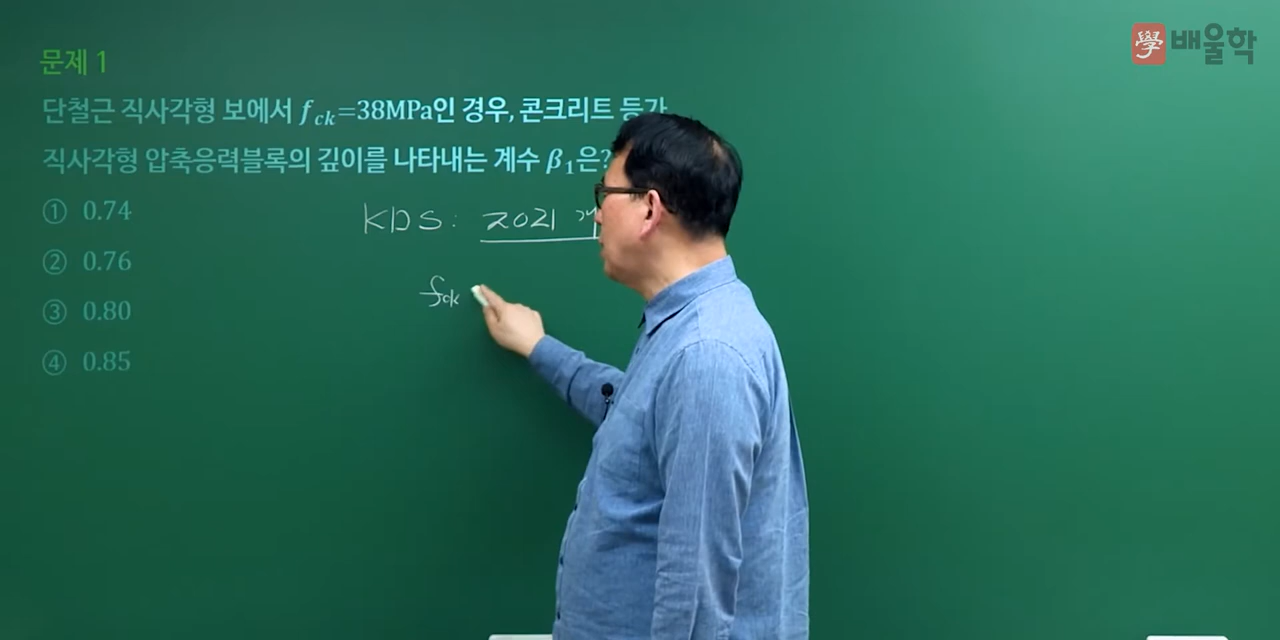 學 배울학
문제 1
단철근 직사각형 보에서 fck=38MPa인 경우, 콘크리트 등가
직사각형 압축응력블록의 깊이를 나타내는 계수 β1은?
① 0.74
② 0.76
③ 0.80
④ 0.85
KDS : 2021
fck